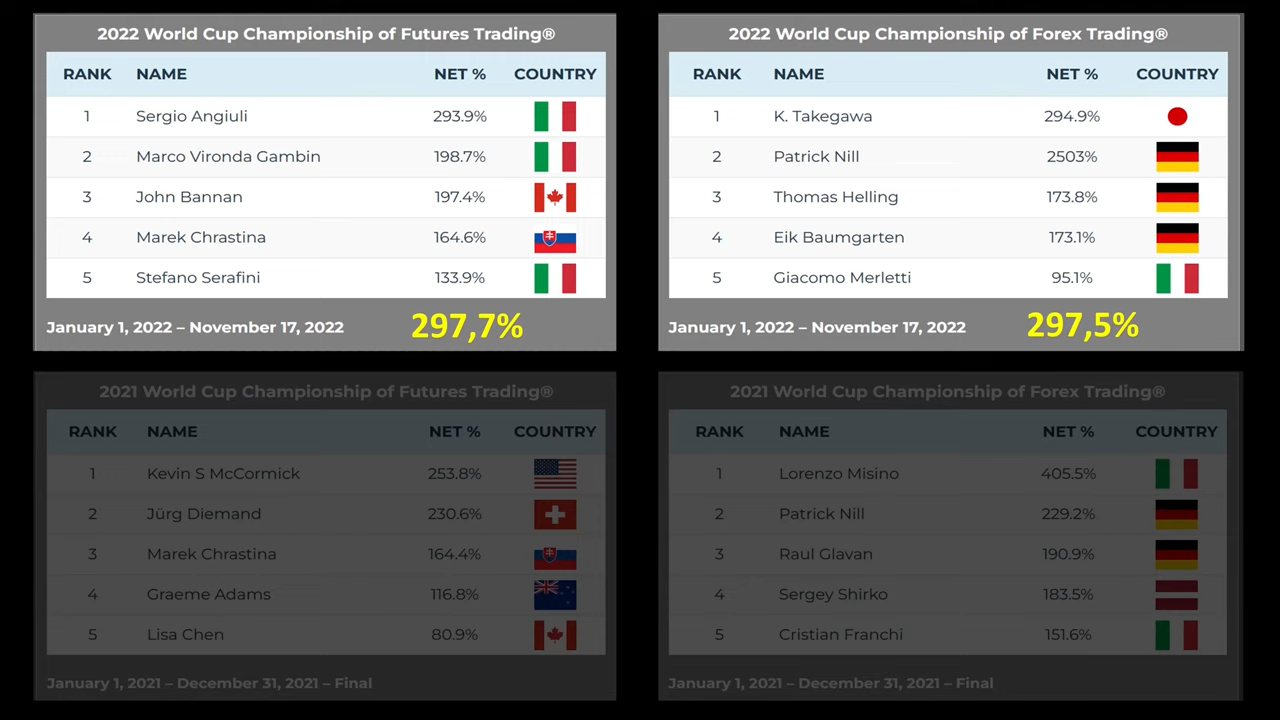 2022 World Cup Championship of Futures Trading®
RANK NAME NET % COUNTRY
1 Sergio Angiuli 293.9%
2 Marco Vironda Gambin 198.7%
3 John Bannan 197.4%
4 Marek Chrastina 164.6%
5 Stefano Serafini 133.9%
January 1, 2022 – November 17, 2022 297,7%
2022 World Cup Championship of Forex Trading®
RANK NAME NET % COUNTRY
1 K. Takegawa 294.9%
2 Patrick Nill 2503%
3 Thomas Helling 173.8%
4 Eik Baumgarten 173.1%
5 Giacomo Merletti 95.1%
January 1, 2022 – November 17, 2022 297,5%
2021 World Cup Championship of Futures Trading®
RANK NAME NET % COUNTRY
1 Kevin S McCormick 253.8%
2 Jürg Diemand 230.6%
3 Marek Chrastina 164.4%
4 Graeme Adams 116.8%
5 Lisa Chen 80.9%
January 1, 2021 – December 31, 2021 – Final
2021 World Cup Championship of Forex Trading®
RANK NAME NET % COUNTRY
1 Lorenzo Misino 405.5%
2 Patrick Nill 229.2%
3 Raul Glavan 190.9%
4 Sergey Shirko 183.5%
5 Cristian Franchi 151.6%
January 1, 2021 – December 31, 2021 – Final